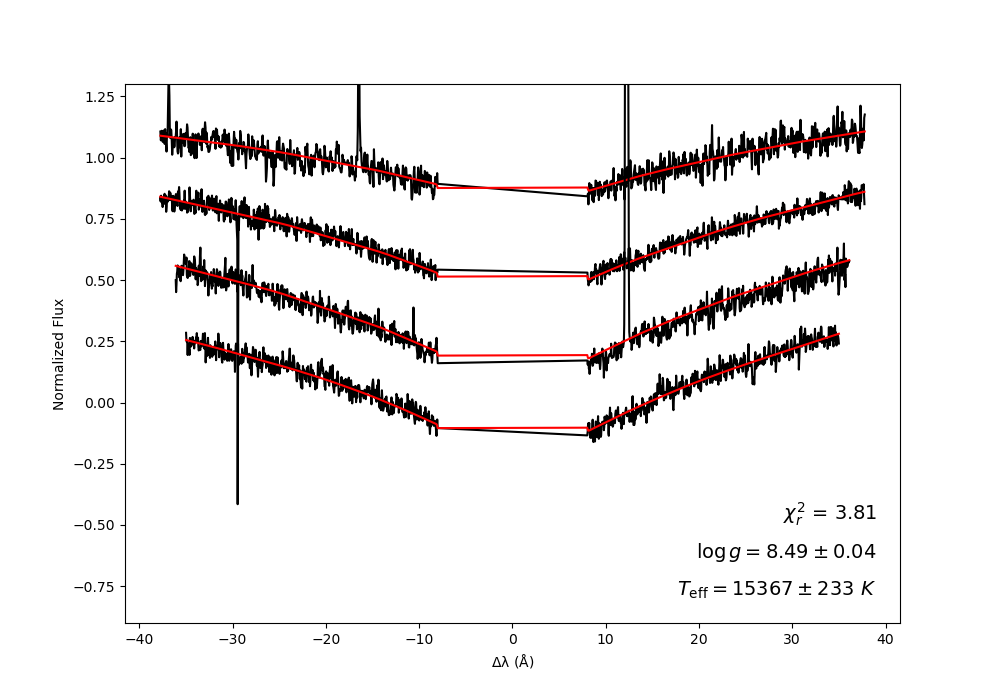 1.25
1.00
0.75
0.50
0.25
0.00
−0.25
−0.50
−0.75
Normalized Flux
χ²ᵣ = 3.81
log g = 8.49 ± 0.04
T_eff = 15367 ± 233 K
−40 −30 −20 −10 0 10 20 30 40
Δλ (Å)